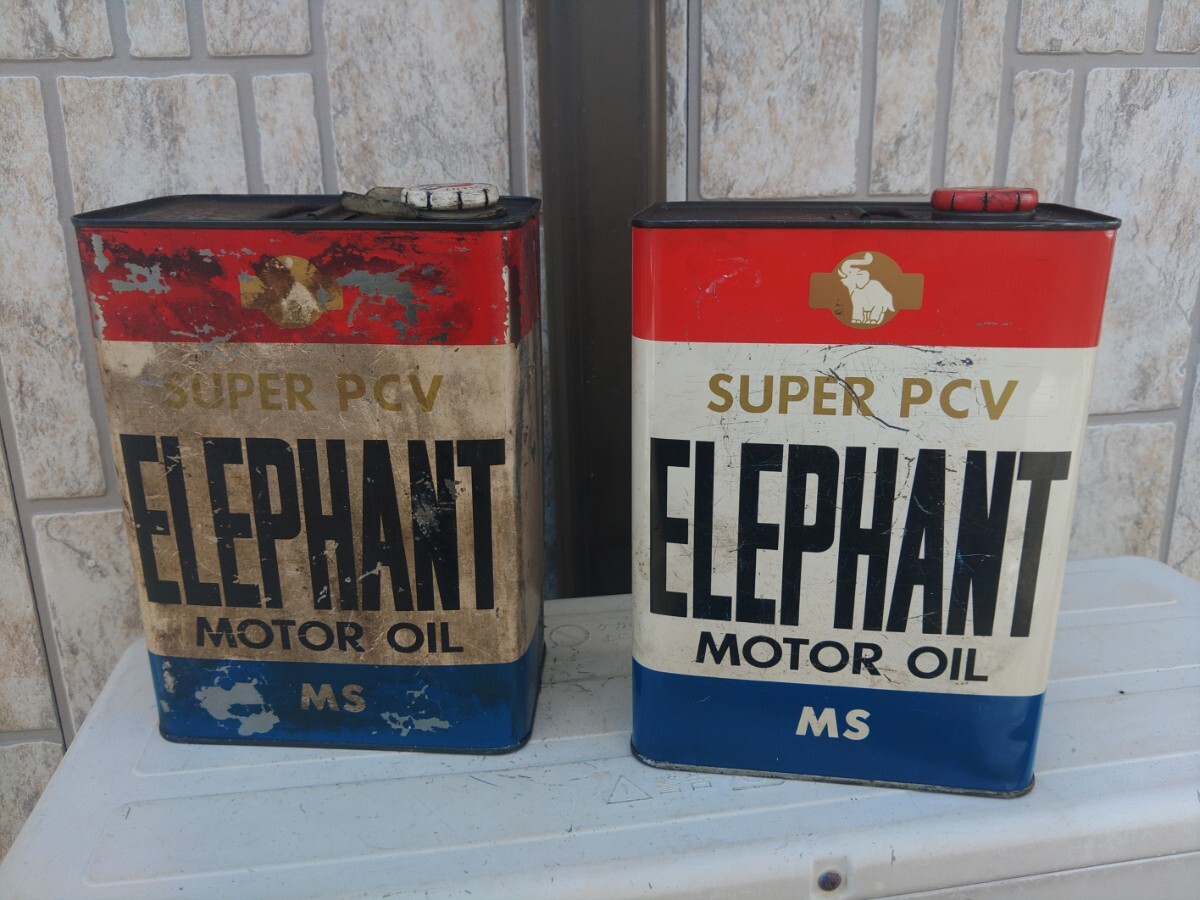 SUPER PCV
ELEPHANT
MOTOR OIL
MS
SUPER PCV
ELEPHANT
MOTOR OIL
MS